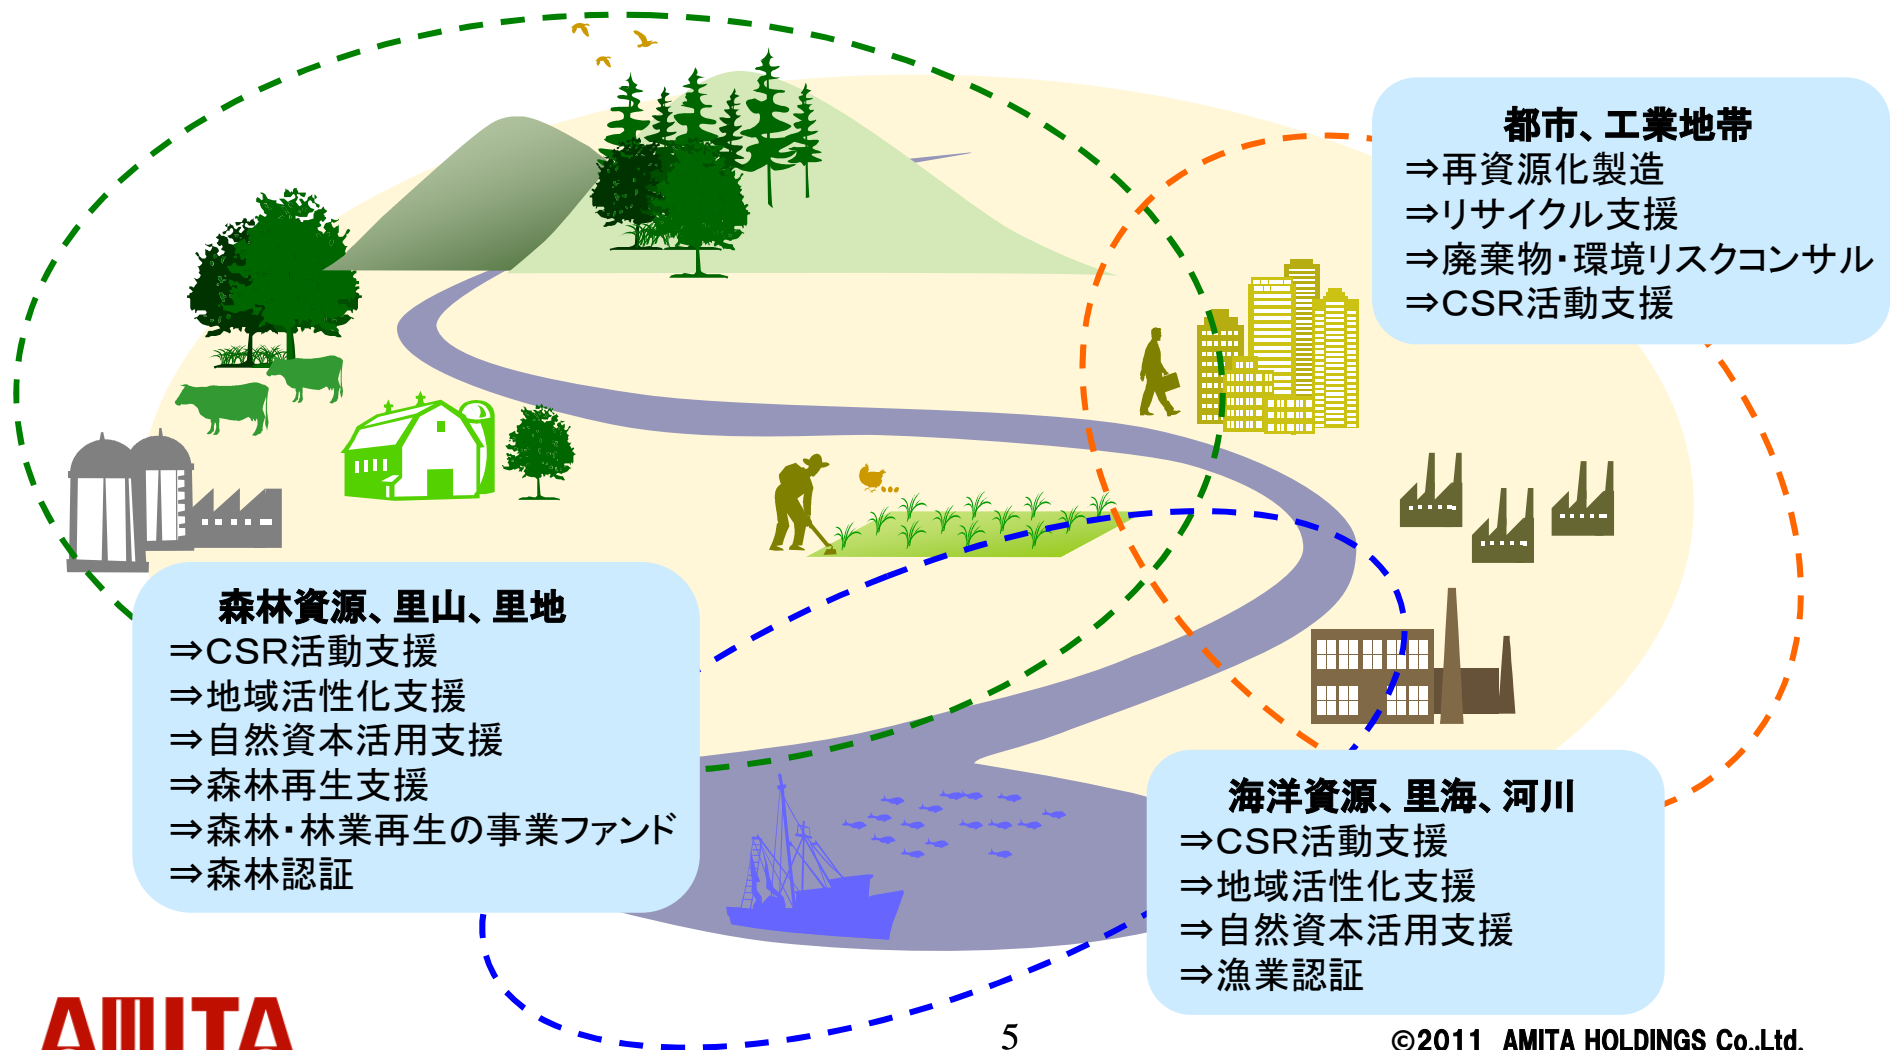 都市、工業地帯
⇒再資源化製造
⇒リサイクル支援
⇒廃棄物・環境リスクコンサル
⇒CSR活動支援
森林資源、里山、里地
⇒CSR活動支援
⇒地域活性化支援
⇒自然資本活用支援
⇒森林再生支援
⇒森林・林業再生の事業ファンド
⇒森林認証
海洋資源、里海、河川
⇒CSR活動支援
⇒地域活性化支援
⇒自然資本活用支援
⇒漁業認証
AMITA
5
©2011 AMITA HOLDINGS Co.,Ltd.